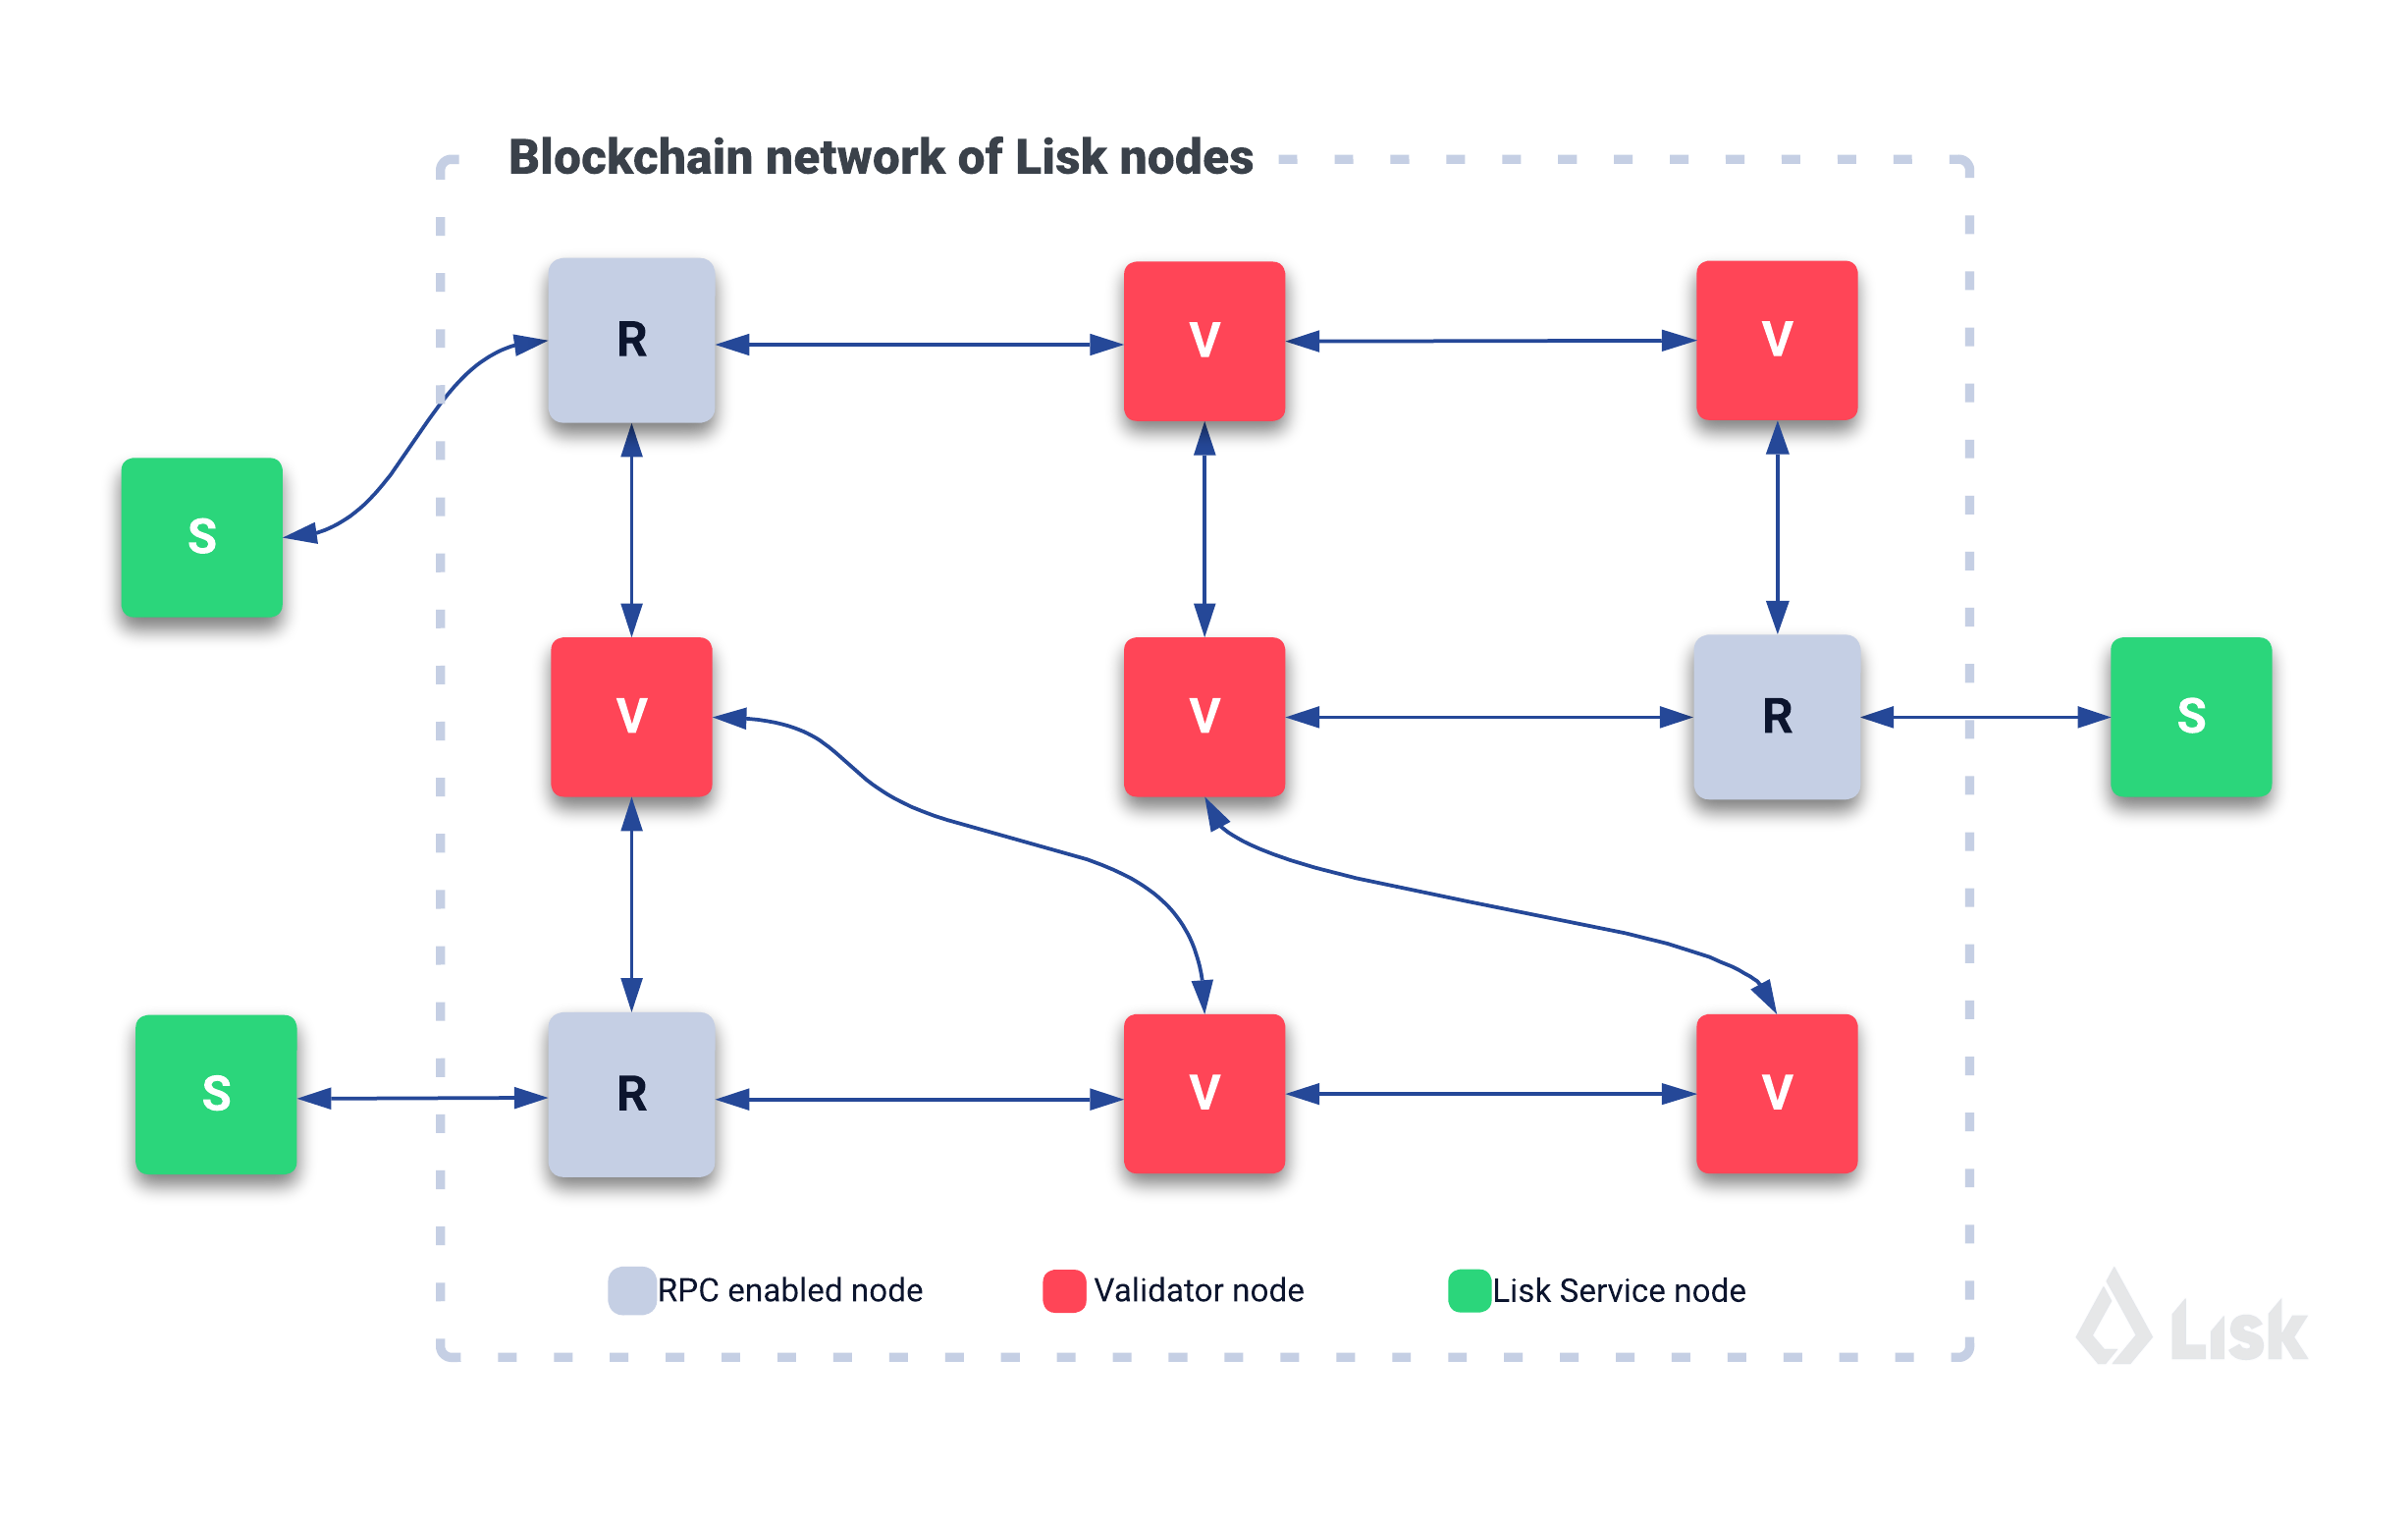 Blockchain network of Lisk nodes
R V V
S
V V R S
S R V V
RPC enabled node Validator node Lisk Service node
Lisk